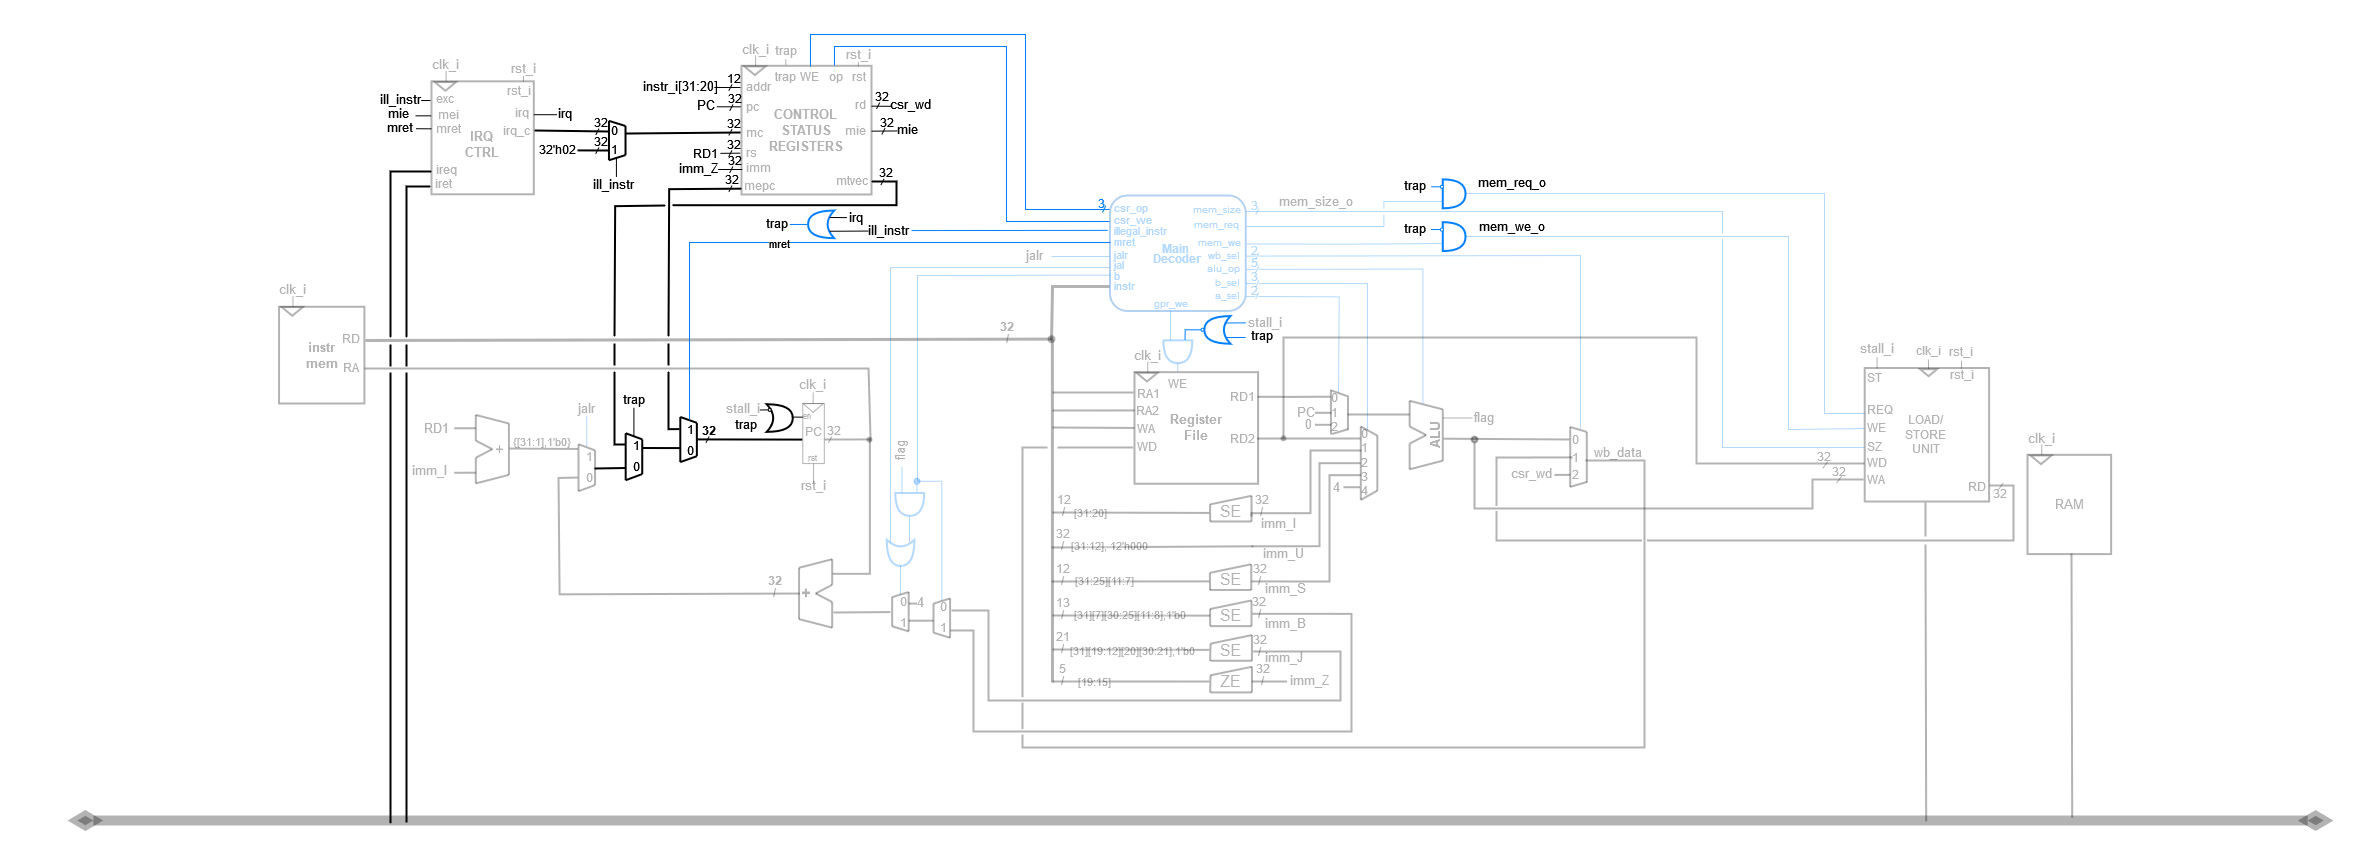 clk_i
rst_i
rst_i
exc
mei
mret
irq
irq_c
IRQ
CTRL
ireq
iret
ill_instr
mie
mret
irq
32
32'h02
32
0
1
ill_instr
clk_i
trap
rst_i
trap WE op rst
instr_i[31:20]
12
addr
PC
32
pc
32
mc
RD1
32
rs
imm_Z
32
imm
32
mepc
CONTROL
STATUS
REGISTERS
rd
32
csr_wd
mie
32
mie
mtvec
32
trap
irq
ill_instr
mret
jalr
3
csr_op
csr_we
illegal_instr
mret
jalr
jal
b
instr
Main
Decoder
mem_size
mem_req
mem_we
wb_sel
alu_op
b_sel
a_sel
gpr_we
3
2
5
3
2
mem_size_o
trap
mem_req_o
trap
mem_we_o
stall_i
trap
clk_i
RD
instr
mem
RA
32
RD1
imm_I
+
{[31:1],1'b0}
jalr
1
0
trap
1
0
1
0
32
stall_i
trap
clk_i
en
PC
rst
32
rst_i
flag
32
+
0
4
1
0
1
clk_i
WE
RA1
RA2
WA
WD
Register
File
RD1
RD2
PC
0
0
1
2
0
1
2
3
4
4
ALU
flag
0
1
2
csr_wd
wb_data
12
[31:20]
SE
32
imm_I
32
[31:12], 12'h000
imm_U
12
[31:25][11:7]
SE
32
imm_S
13
[31][7][30:25][11:8],1'b0
SE
32
imm_B
21
[31][19:12][20][30:21],1'b0
SE
32
imm_J
5
[19:15]
ZE
32
imm_Z
stall_i
clk_i
rst_i
ST
rst_i
REQ
WE
SZ
WD
WA
LOAD/
STORE
UNIT
RD
32
32
32
clk_i
RAM